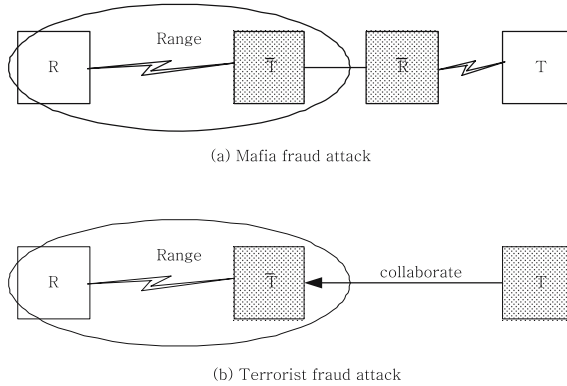 Range
R T̅ R̅ T
(a) Mafia fraud attack
Range
R T̅ collaborate T
(b) Terrorist fraud attack